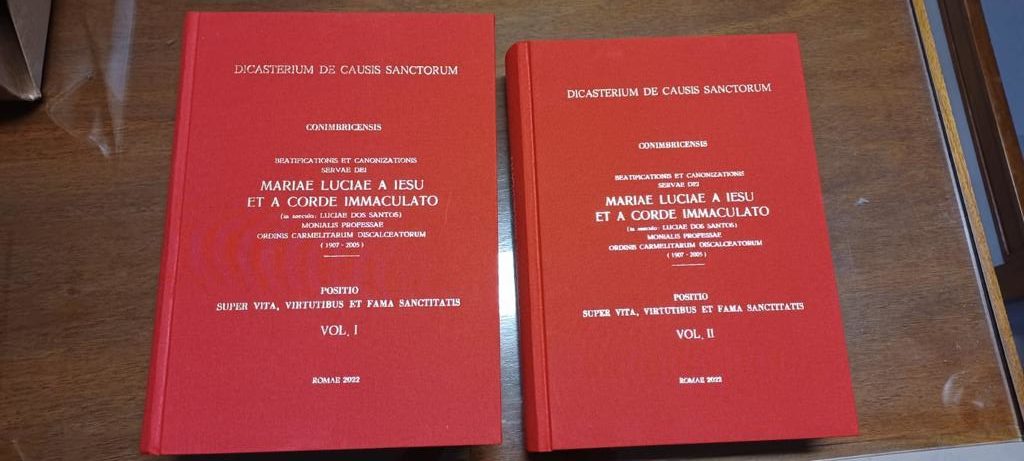 DICASTERIUM DE CAUSIS SANCTORUM
CONIMBRICENSIS
BEATIFICATIONIS ET CANONIZATIONIS
SERVAE DEI
MARIAE LUCIAE A IESU
ET A CORDE IMMACULATO
(in saeculo: LUCIAE DOS SANTOS)
MONIALIS PROFESSAE
ORDINIS CARMELITARUM DISCALCEATORUM
(1907 - 2005)
POSITIO
SUPER VITA, VIRTUTIBUS ET FAMA SANCTITATIS
VOL. I
ROMAE 2022
DICASTERIUM DE CAUSIS SANCTORUM
CONIMBRICENSIS
BEATIFICATIONIS ET CANONIZATIONIS
SERVAE DEI
MARIAE LUCIAE A IESU
ET A CORDE IMMACULATO
(in saeculo: LUCIAE DOS SANTOS)
MONIALIS PROFESSAE
ORDINIS CARMELITARUM DISCALCEATORUM
(1907 - 2005)
POSITIO
SUPER VITA, VIRTUTIBUS ET FAMA SANCTITATIS
VOL. II
ROMAE 2022